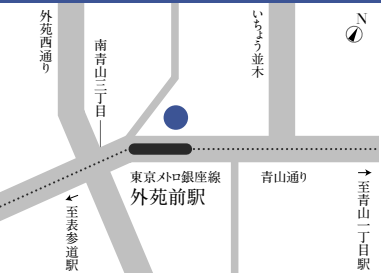 外苑西通り
南青山三丁目
いちょう並木
N
東京メトロ銀座線
外苑前駅
青山通り
←至表参道駅
→至青山一丁目駅